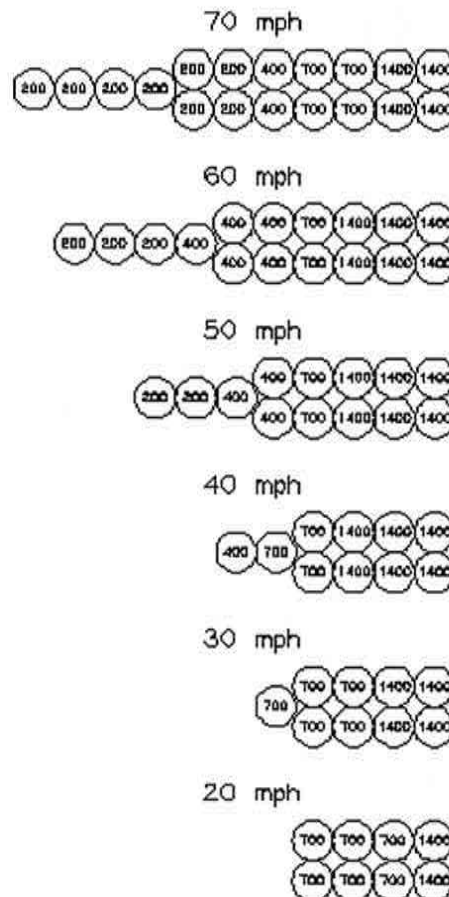 70 mph
200 200 400 700 700 1400 1400
200 200 200 200
200 200 400 700 700 1400 1400
60 mph
400 400 700 1400 1400 1400
200 200 200 400
400 400 700 1400 1400 1400
50 mph
400 700 1400 1400 1400
200 200 400
400 700 1400 1400 1400
40 mph
700 1400 1400 1400
400 700
700 1400 1400 1400
30 mph
700 700 1400 1400
700
700 700 1400 1400
20 mph
700 700 700 1400
700 700 700 1400